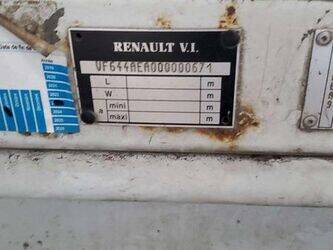 RENAULT V.I.
VF644AEA000000671
L m
W m
a mini m
maxi m